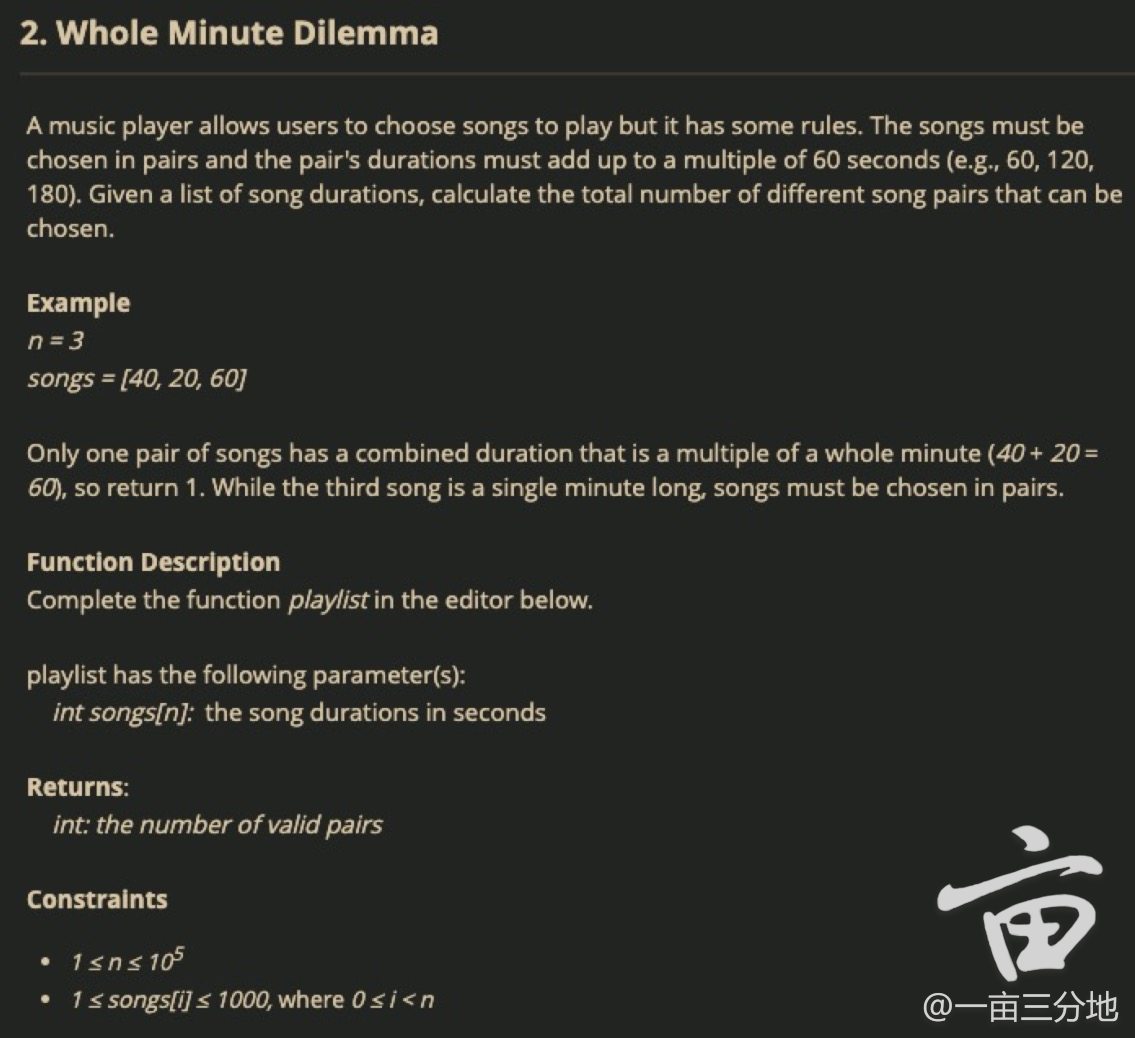 2. Whole Minute Dilemma
A music player allows users to choose songs to play but it has some rules. The songs must be
chosen in pairs and the pair's durations must add up to a multiple of 60 seconds (e.g., 60, 120,
180). Given a list of song durations, calculate the total number of different song pairs that can be
chosen.
Example
n = 3
songs = [40, 20, 60]
Only one pair of songs has a combined duration that is a multiple of a whole minute (40 + 20 =
60), so return 1. While the third song is a single minute long, songs must be chosen in pairs.
Function Description
Complete the function playlist in the editor below.
playlist has the following parameter(s):
int songs[n]: the song durations in seconds
Returns:
int: the number of valid pairs
Constraints
• 1 ≤ n ≤ 10⁵
• 1 ≤ songs[i] ≤ 1000, where 0 ≤ i < n
亩
@一亩三分地